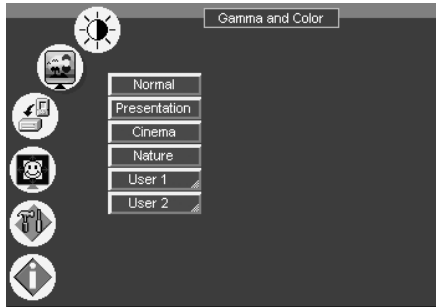 Gamma and Color
Normal
Presentation
Cinema
Nature
User 1
User 2